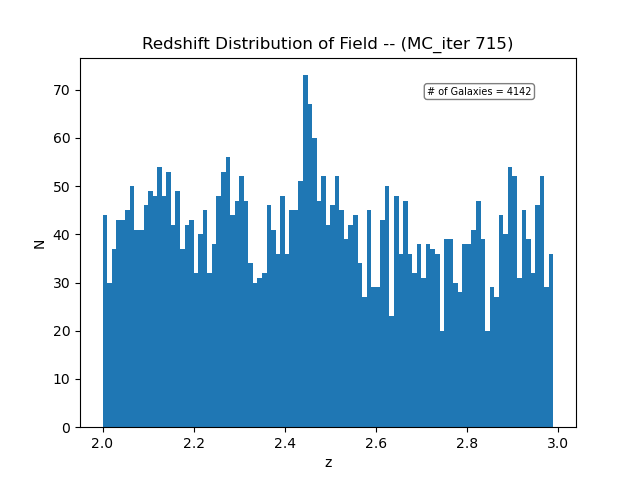 Redshift Distribution of Field -- (MC_iter 715)
# of Galaxies = 4142
N
70
60
50
40
30
20
10
0
2.0 2.2 2.4 2.6 2.8 3.0
z